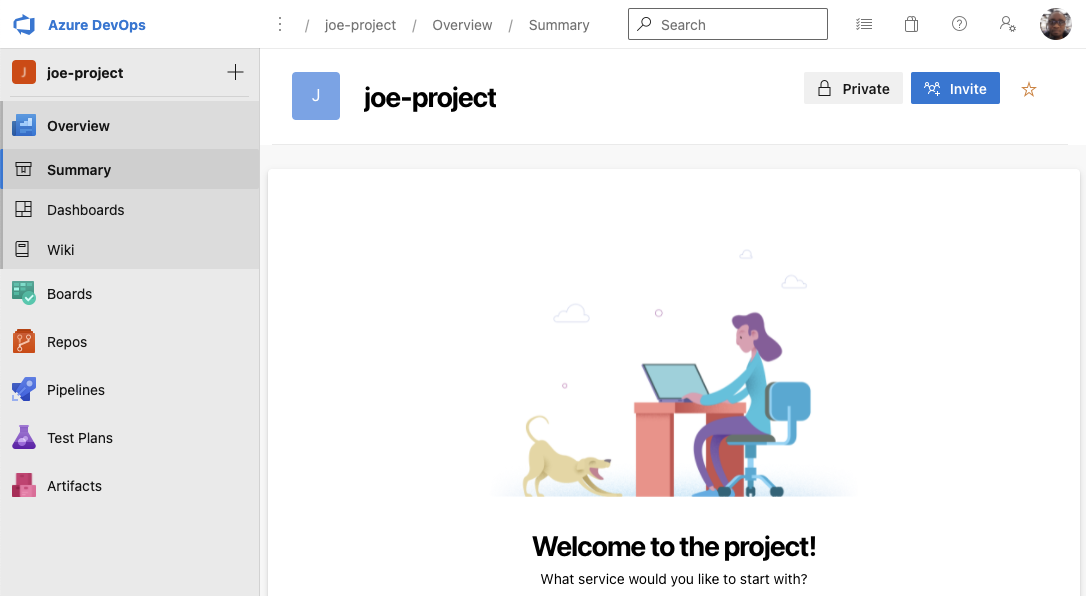 Azure DevOps
/ joe-project / Overview / Summary
Search
J joe-project
Overview
Summary
Dashboards
Wiki
Boards
Repos
Pipelines
Test Plans
Artifacts
J
joe-project
Private
Invite
Welcome to the project!
What service would you like to start with?